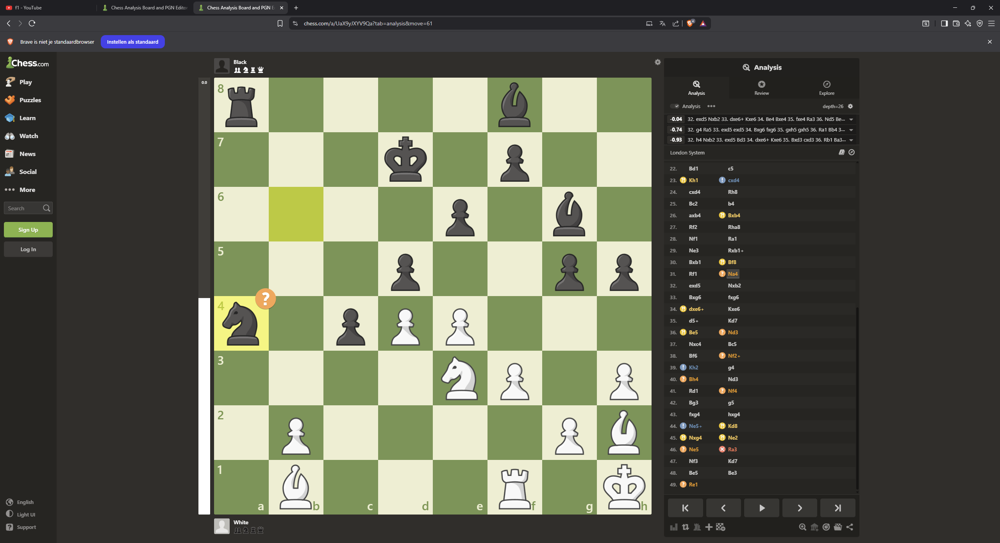 f1 - YouTube
Chess Analysis Board and PGN Editor
Chess Analysis Board and PGN E
chess.com/a/UaX9yJXYV9Qa?tab=analysis&move=61
4
Brave is niet je standaardbrowser
Instellen als standaard
Chess.com
Play
Puzzles
Learn
Watch
News
Social
More
Search
Sign Up
Log In
English
Light UI
Support
Black
0.0
8
7
6
5
4
3
2
1
a b c d e f g h
?
White
Analysis
Analysis Review Explore
Analysis depth=26
-0.04 32. exd5 Nxb2 33. dxe6+ Kxe6 34. Be4 Bxe4 35. fxe4 Ra3 36. Nd5 Be...
-0.74 32. g4 Ra5 33. exd5 exd5 34. Bxg6 fxg6 35. gxh5 gxh5 36. Ra1 Bb4 3...
-0.93 32. h4 Nxb2 33. exd5 Bd3 34. dxe6+ Kxe6 35. Bxd3 cxd3 36. Rb1 Ba3...
London System
22. Bd1 c5
23. ?! Kh1 ! cxd4
24. cxd4 Rh8
25. Bc2 b4
26. axb4 ?! Bxb4
27. Rf2 Rha8
28. Nf1 Ra1
29. Ne3 Rxb1+
30. Bxb1 ?! Bf8
31. Rf1 ? Na4
32. exd5 Nxb2
33. Bxg6 fxg6
34. ?! dxe6+ Kxe6
35. d5+ Kd7
36. ?! Be5 ? Nd3
37. Nxc4 Bc5
38. Bf6 ? Nf2+
39. ! Kh2 g4
40. ? Bh4 Nd3
41. Rd1 ? Nf4
42. Bg3 g5
43. fxg4 hxg4
44. ! Ne5+ ?! Kd8
45. ?! Nxg4 ?! Ne2
46. ? Ne5 Ra3
47. Nf3 Kd7
48. Be5 Be3
49. ? Re1